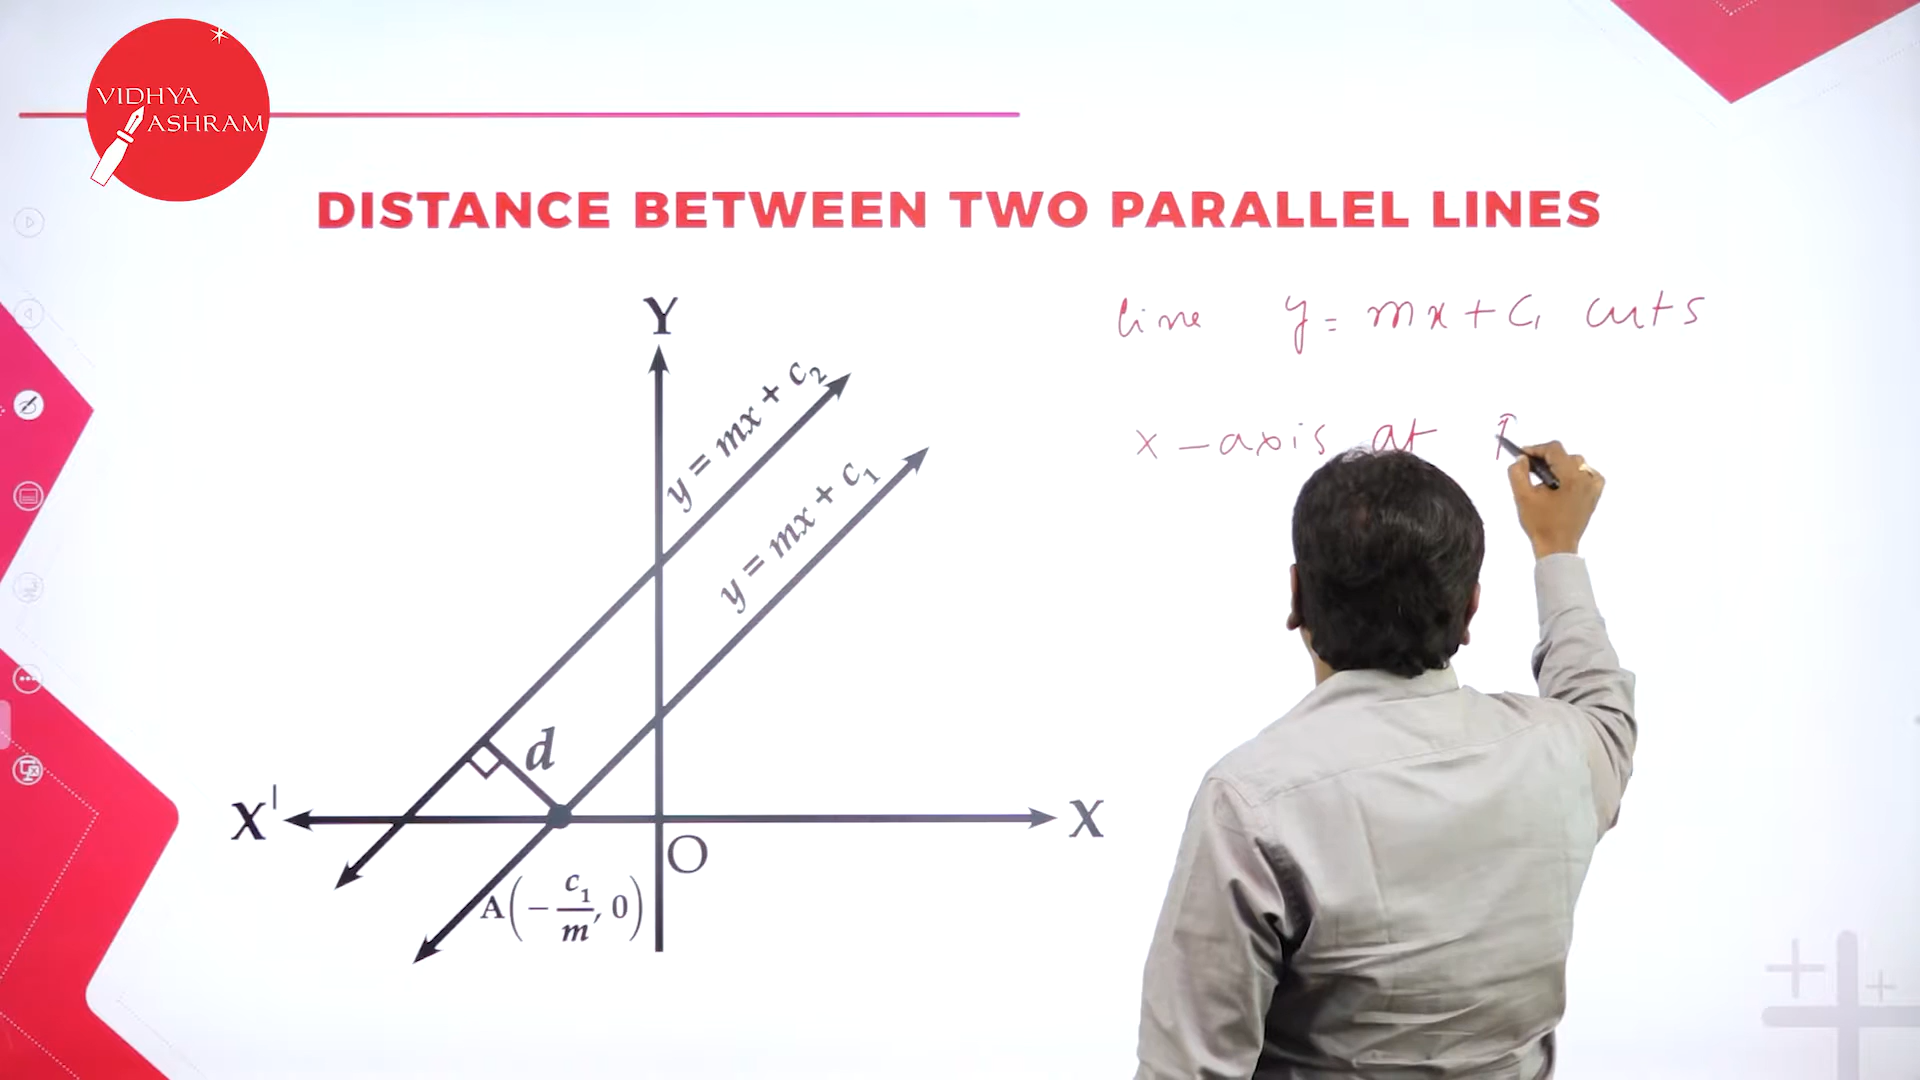 VIDHYA
ASHRAM
DISTANCE BETWEEN TWO PARALLEL LINES
line y = mx + c₁ cuts
x - axis at
Y
y = mx + c₂
y = mx + c₁
d
X'
X
O
A(-c₁/m, 0)